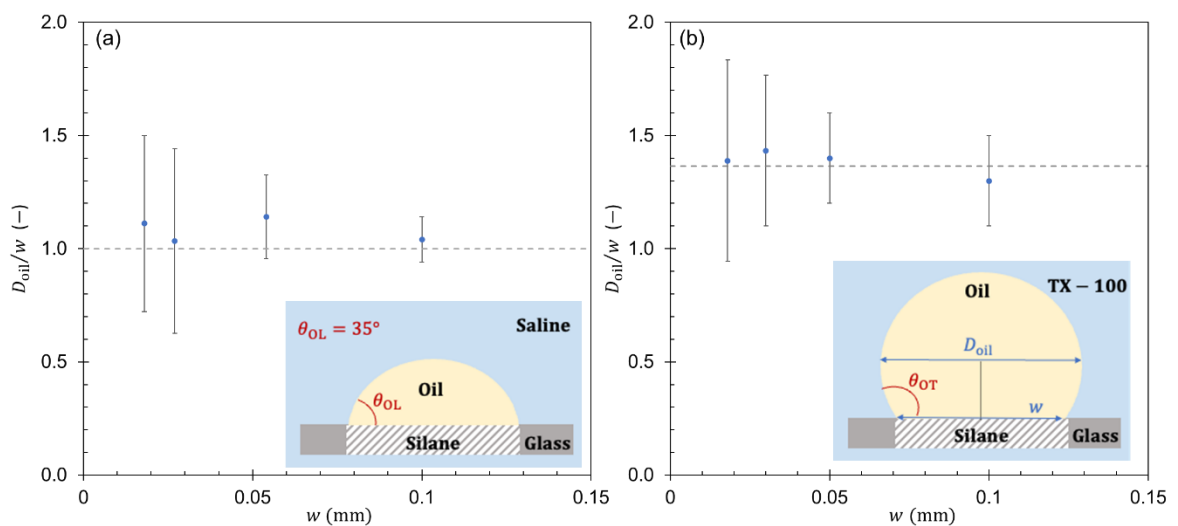 (a)
2.0
1.5
1.0
0.5
0.0
D_oil/w (−)
0
0.05
0.1
0.15
w (mm)
θ_OL = 35°
Saline
Oil
θ_OL
Silane
Glass
(b)
2.0
1.5
1.0
0.5
0.0
D_oil/w (−)
0
0.05
0.1
0.15
w (mm)
TX − 100
Oil
D_oil
θ_OT
w
Silane
Glass